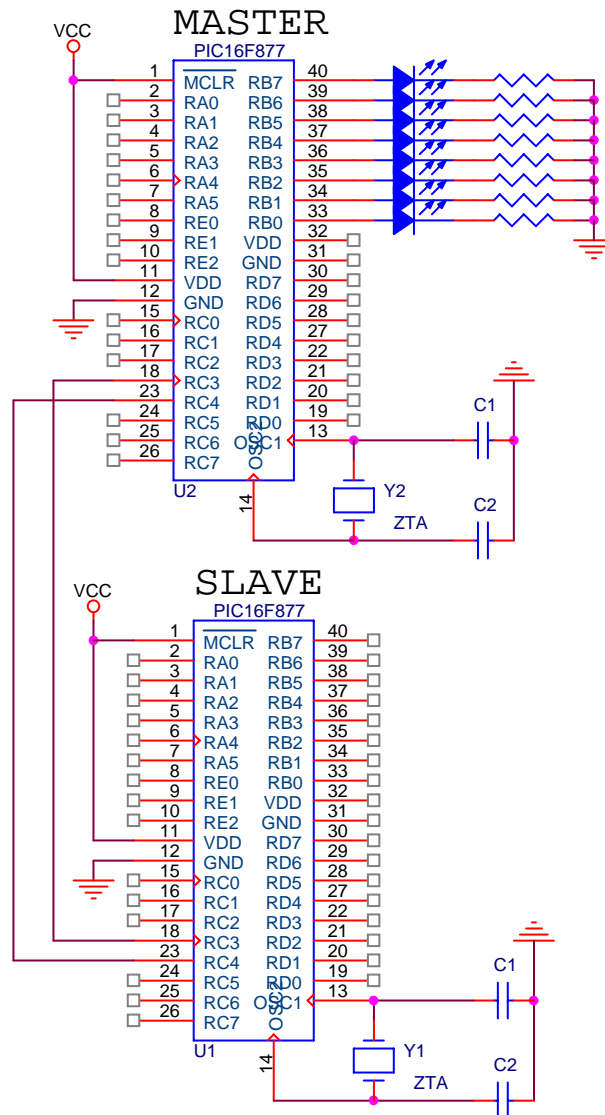 MASTER
VCC
PIC16F877
1 MCLR RB7 40
2 RA0 RB6 39
3 RA1 RB5 38
4 RA2 RB4 37
5 RA3 RB3 36
6 RA4 RB2 35
7 RA5 RB1 34
8 RE0 RB0 33
9 RE1 VDD 32
10 RE2 GND 31
11 VDD RD7 30
12 GND RD6 29
15 RC0 RD5 28
16 RC1 RD4 27
17 RC2 RD3 22
18 RC3 RD2 21
23 RC4 RD1 20
24 RC5 RD0 19
25 RC6 OSC1 13
26 RC7 OSC2
14
U2
C1
Y2
C2
ZTA
SLAVE
VCC
PIC16F877
1 MCLR RB7 40
2 RA0 RB6 39
3 RA1 RB5 38
4 RA2 RB4 37
5 RA3 RB3 36
6 RA4 RB2 35
7 RA5 RB1 34
8 RE0 RB0 33
9 RE1 VDD 32
10 RE2 GND 31
11 VDD RD7 30
12 GND RD6 29
15 RC0 RD5 28
16 RC1 RD4 27
17 RC2 RD3 22
18 RC3 RD2 21
23 RC4 RD1 20
24 RC5 RD0 19
25 RC6 OSC1 13
26 RC7 OSC2
14
U1
C1
Y1
C2
ZTA